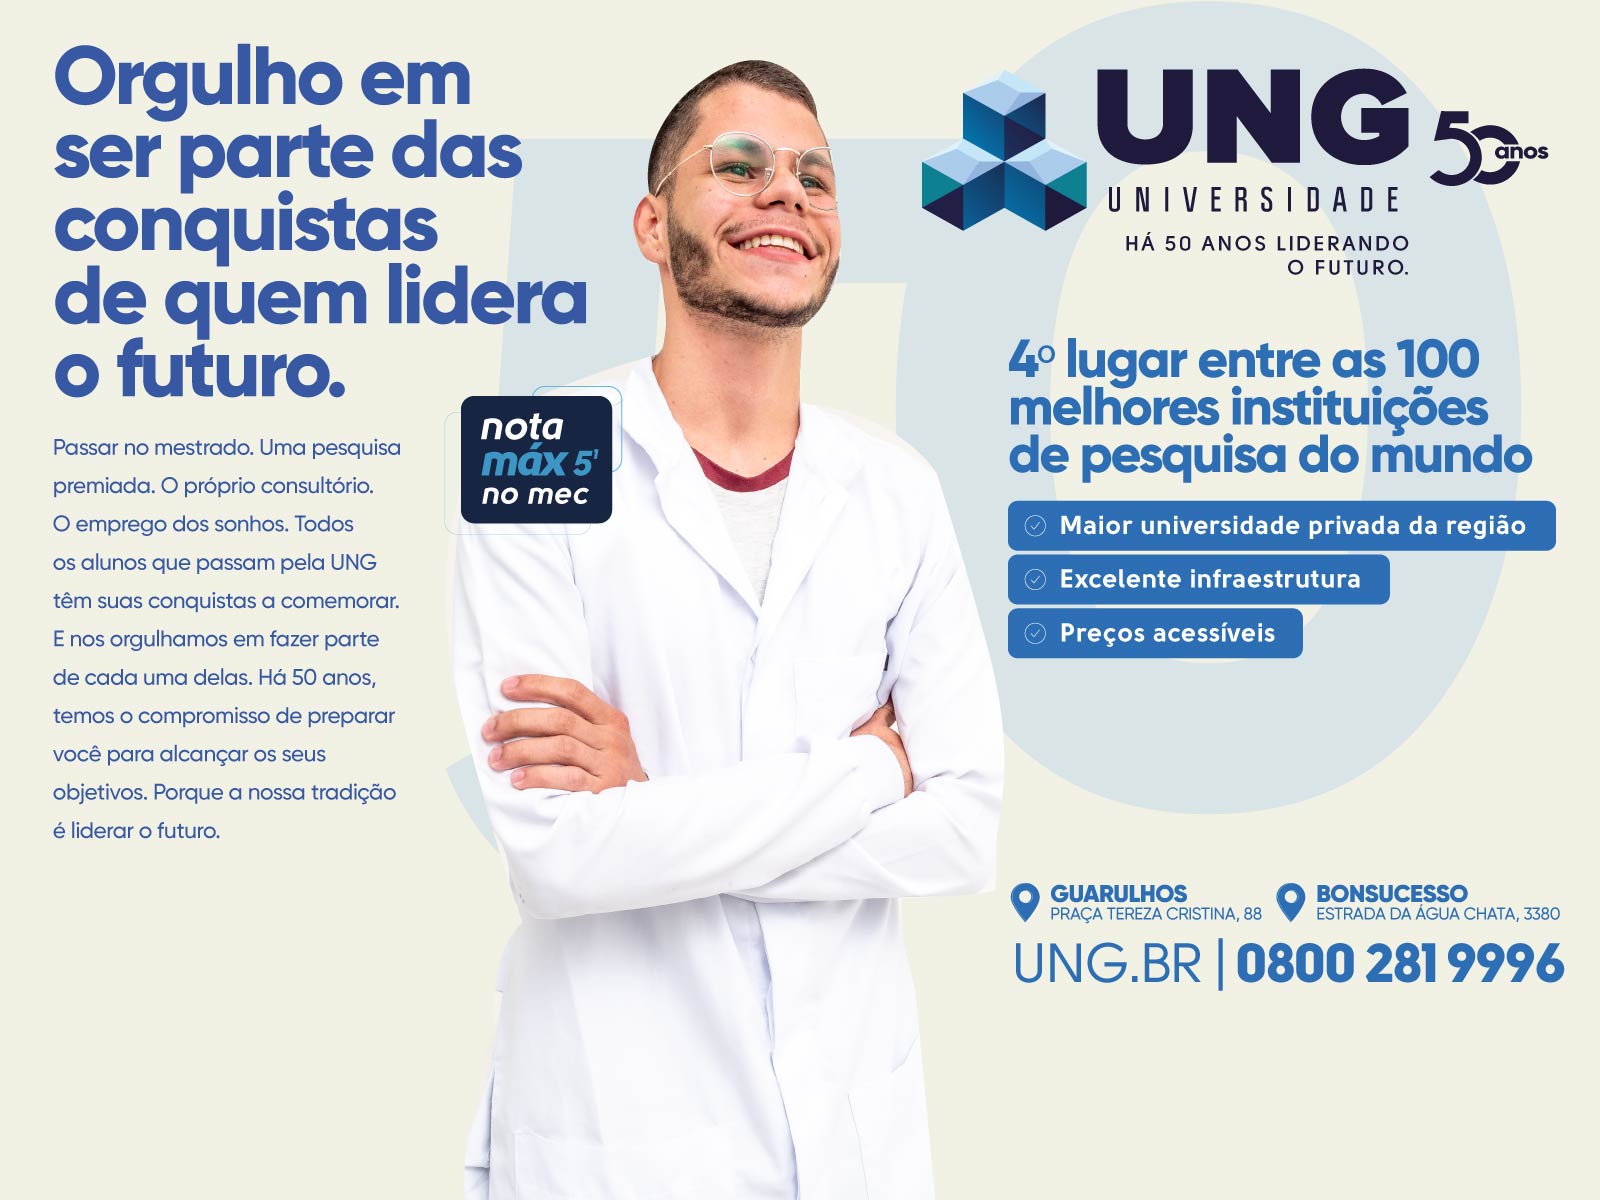 Orgulho em
ser parte das
conquistas
de quem lidera
o futuro.
Passar no mestrado. Uma pesquisa
premiada. O próprio consultório.
O emprego dos sonhos. Todos
os alunos que passam pela UNG
têm suas conquistas a comemorar.
E nos orgulhamos em fazer parte
de cada uma delas. Há 50 anos,
temos o compromisso de preparar
você para alcançar os seus
objetivos. Porque a nossa tradição
é liderar o futuro.
nota
máx 5¹
no mec
UNG
UNIVERSIDADE
50 anos
HÁ 50 ANOS LIDERANDO
O FUTURO.
4º lugar entre as 100
melhores instituições
de pesquisa do mundo
Maior universidade privada da região
Excelente infraestrutura
Preços acessíveis
GUARULHOS
PRAÇA TEREZA CRISTINA, 88
BONSUCESSO
ESTRADA DA ÁGUA CHATA, 3380
UNG.BR | 0800 281 9996
50